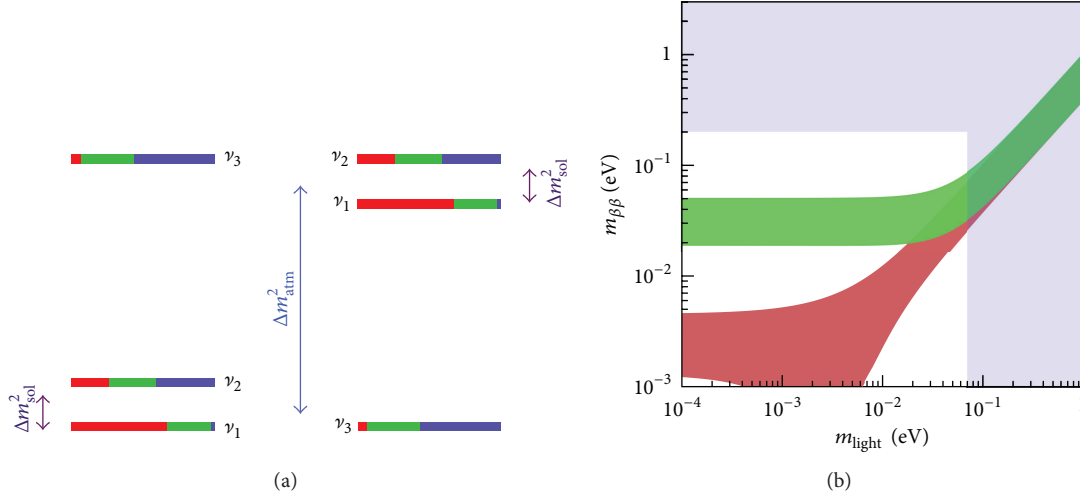 ν₃
ν₂
ν₁
Δm²sol
Δm²atm
ν₂
ν₁
Δm²sol
ν₃
(a)
1
10⁻¹
10⁻²
10⁻³
mββ (eV)
10⁻⁴ 10⁻³ 10⁻² 10⁻¹
mlight (eV)
(b)